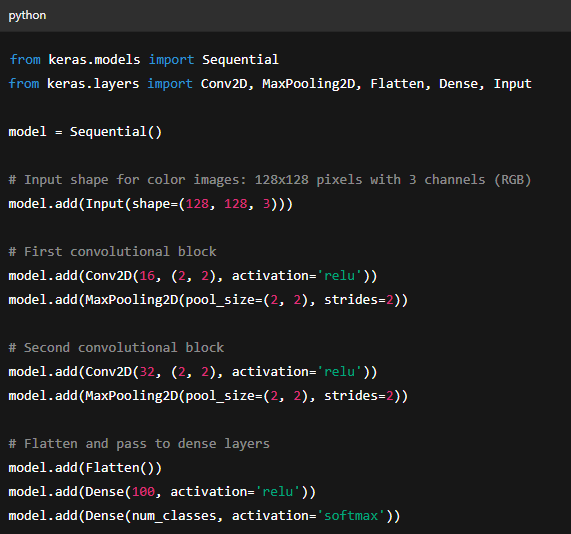 python
from keras.models import Sequential
from keras.layers import Conv2D, MaxPooling2D, Flatten, Dense, Input
model = Sequential()
# Input shape for color images: 128x128 pixels with 3 channels (RGB)
model.add(Input(shape=(128, 128, 3)))
# First convolutional block
model.add(Conv2D(16, (2, 2), activation='relu'))
model.add(MaxPooling2D(pool_size=(2, 2), strides=2))
# Second convolutional block
model.add(Conv2D(32, (2, 2), activation='relu'))
model.add(MaxPooling2D(pool_size=(2, 2), strides=2))
# Flatten and pass to dense layers
model.add(Flatten())
model.add(Dense(100, activation='relu'))
model.add(Dense(num_classes, activation='softmax'))